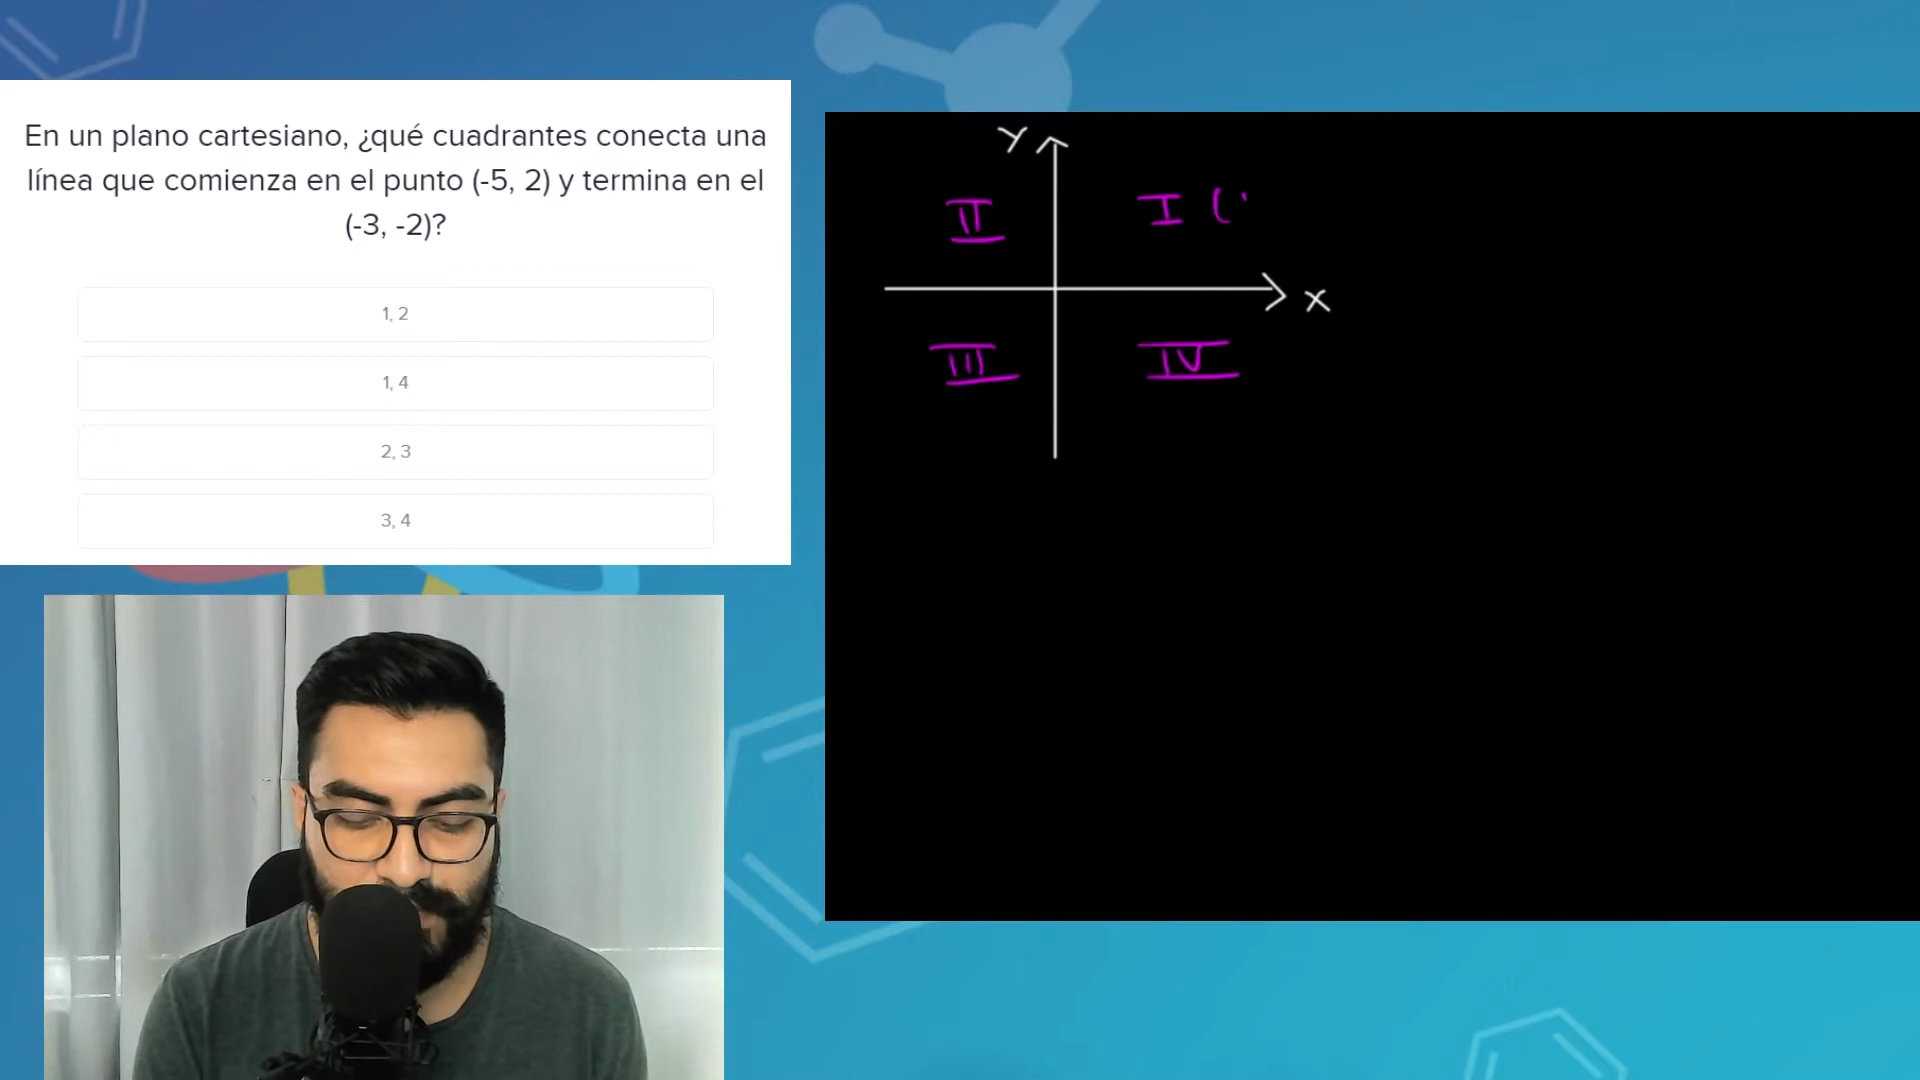 En un plano cartesiano, ¿qué cuadrantes conecta una
línea que comienza en el punto (-5, 2) y termina en el
(-3, -2)?
1, 2
1, 4
2, 3
3, 4
y
II
I (
x
III
IV